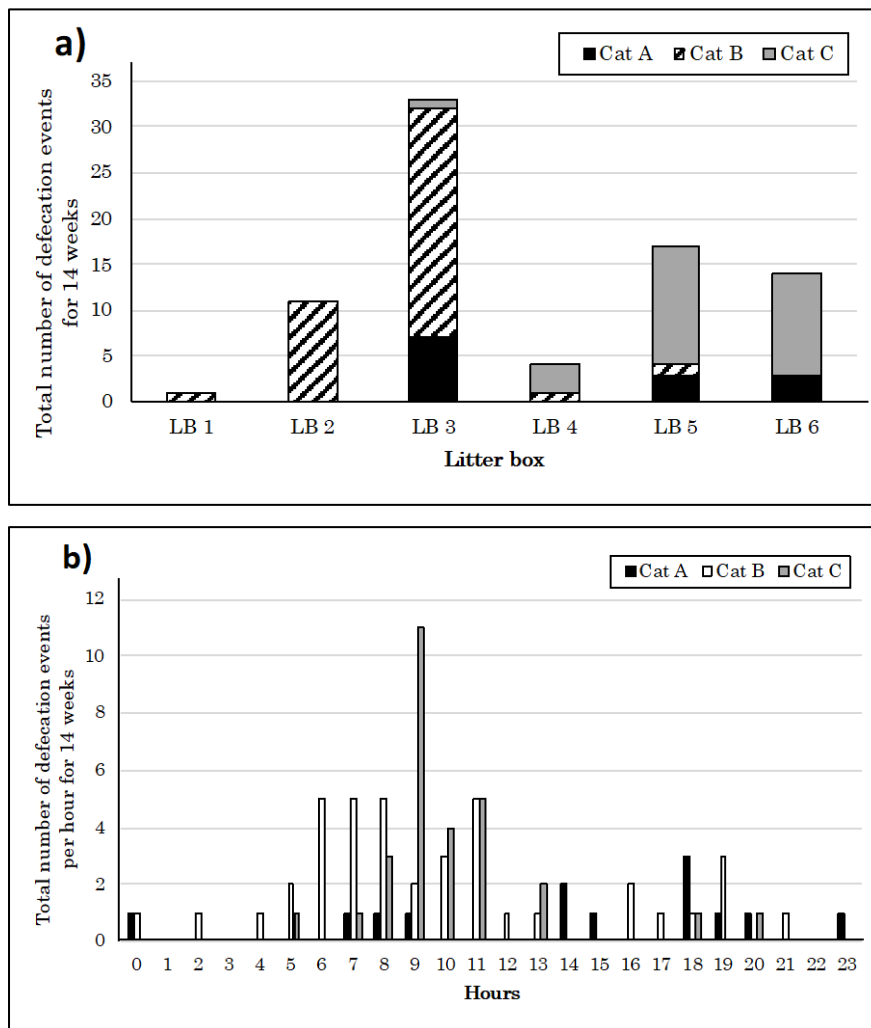 a)
Cat A Cat B Cat C
Total number of defecation events
for 14 weeks
35
30
25
20
15
10
5
0
LB 1 LB 2 LB 3 LB 4 LB 5 LB 6
Litter box
b)
Cat A Cat B Cat C
Total number of defecation events
per hour for 14 weeks
12
10
8
6
4
2
0
0 1 2 3 4 5 6 7 8 9 10 11 12 13 14 15 16 17 18 19 20 21 22 23
Hours